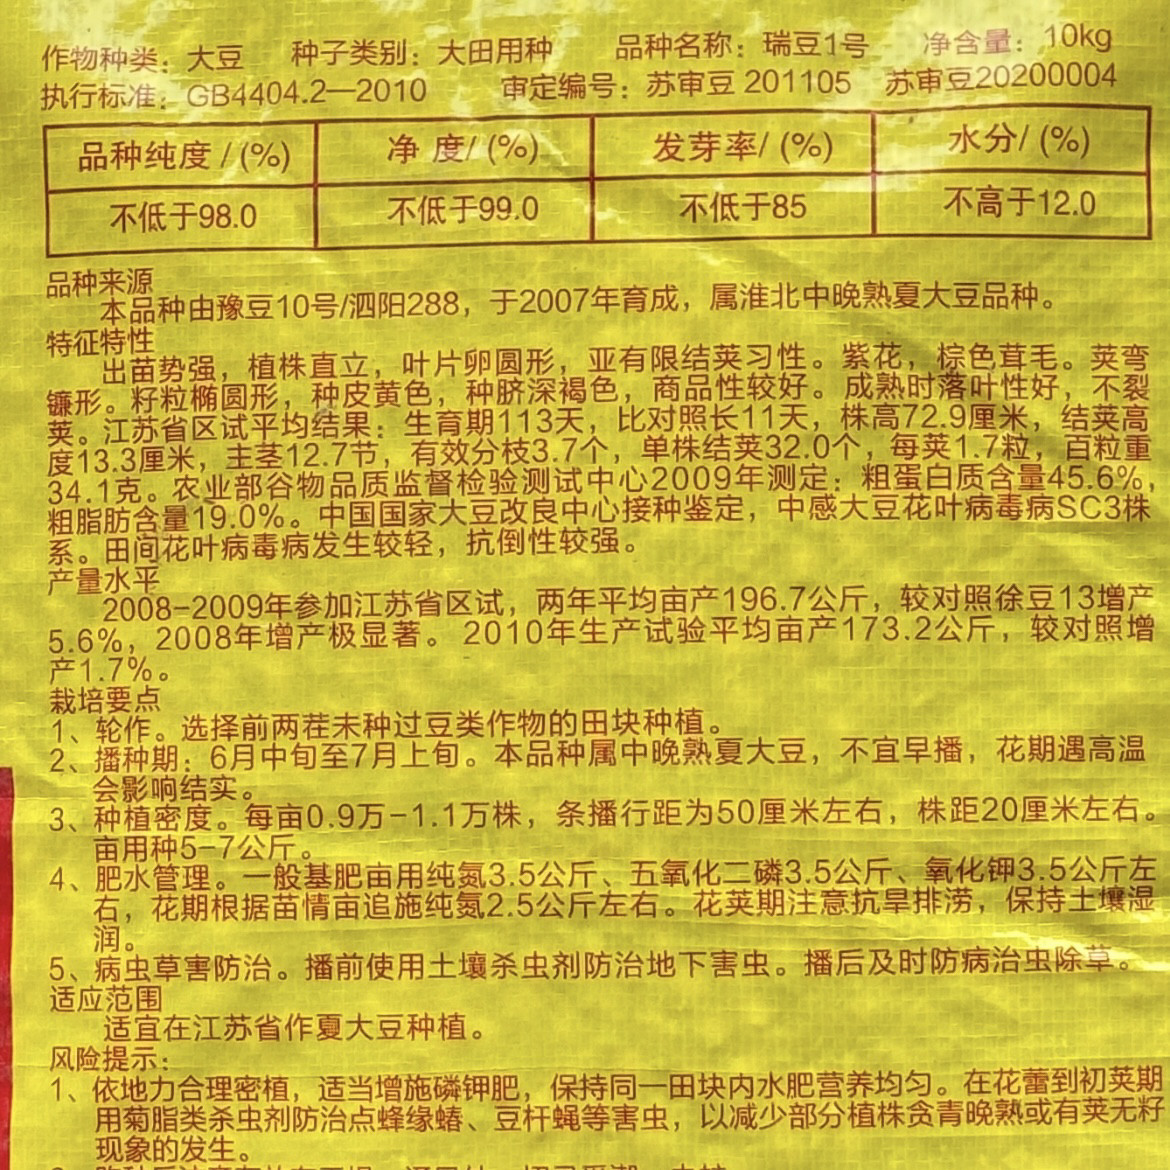 作物种类：大豆 种子类别：大田用种 品种名称：瑞豆1号 净含量：10kg
执行标准：GB4404.2—2010 审定编号：苏审豆 201105 苏审豆20200004
品种纯度 / (%) 净 度/ (%) 发芽率/ (%) 水分/ (%)
不低于98.0 不低于99.0 不低于85 不高于12.0
品种来源
本品种由豫豆10号/泗阳288，于2007年育成，属淮北中晚熟夏大豆品种。
特征特性
出苗势强，植株直立，叶片卵圆形，亚有限结荚习性。紫花，棕色茸毛。荚弯
镰形。籽粒椭圆形，种皮黄色，种脐深褐色，商品性较好。成熟时落叶性好，不裂
荚。江苏省区试平均结果：生育期113天，比对照长11天，株高72.9厘米，结荚高
度13.3厘米，主茎12.7节，有效分枝3.7个，单株结荚32.0个，每荚1.7粒，百粒重
34.1克。农业部谷物品质监督检验测试中心2009年测定：粗蛋白质含量45.6%，
粗脂肪含量19.0%。中国国家大豆改良中心接种鉴定，中感大豆花叶病毒病SC3株
系。田间花叶病毒病发生较轻，抗倒性较强。
产量水平
2008-2009年参加江苏省区试，两年平均亩产196.7公斤，较对照徐豆13增产
5.6%，2008年增产极显著。2010年生产试验平均亩产173.2公斤，较对照增
产1.7%。
栽培要点
1、轮作。选择前两茬未种过豆类作物的田块种植。
2、播种期：6月中旬至7月上旬。本品种属中晚熟夏大豆，不宜早播，花期遇高温
会影响结实。
3、种植密度。每亩0.9万-1.1万株，条播行距为50厘米左右，株距20厘米左右。
亩用种5-7公斤。
4、肥水管理。一般基肥亩用纯氮3.5公斤、五氧化二磷3.5公斤、氧化钾3.5公斤左
右，花期根据苗情亩追施纯氮2.5公斤左右。花荚期注意抗旱排涝，保持土壤湿
润。
5、病虫草害防治。播前使用土壤杀虫剂防治地下害虫。播后及时防病治虫除草。
适应范围
适宜在江苏省作夏大豆种植。
风险提示：
1、依地力合理密植，适当增施磷钾肥，保持同一田块内水肥营养均匀。在花蕾到初荚期
用菊脂类杀虫剂防治点蜂缘蝽、豆杆蝇等害虫，以减少部分植株贪青晚熟或有荚无籽
现象的发生。